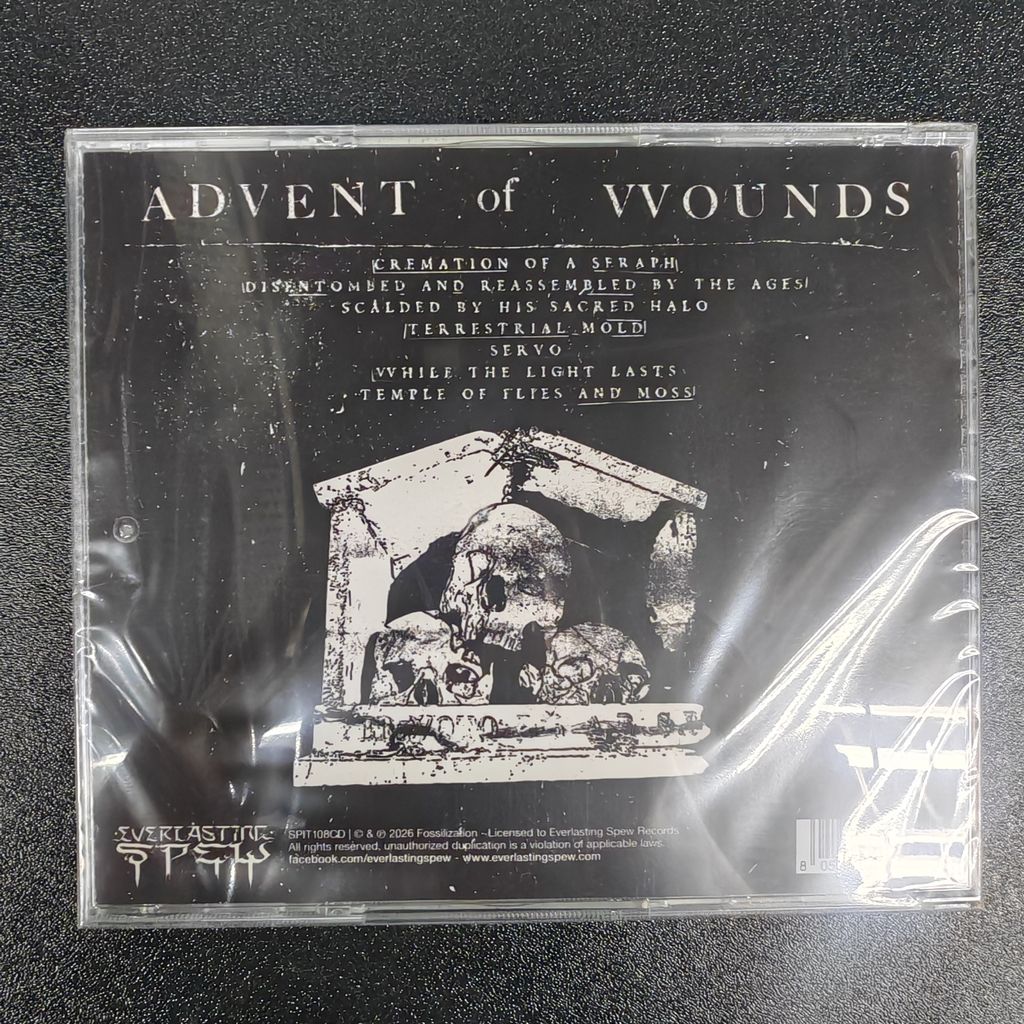 ADVENT of WOUNDS
CREMATION OF A SERAPH
DISENTOMBED AND REASSEMBLED BY THE AGES
SCALDED BY HIS SACRED HALO
TERRESTRIAL MOLD
SERVO
WHILE THE LIGHT LASTS
TEMPLE OF FLIES AND MOSS
EVERLASTING
SPEW
SPIT108CD | © & ℗ 2026 Fossilization - Licensed to Everlasting Spew Records
All rights reserved, unauthorized duplication is a violation of applicable laws.
facebook.com/everlastingspew - www.everlastingspew.com